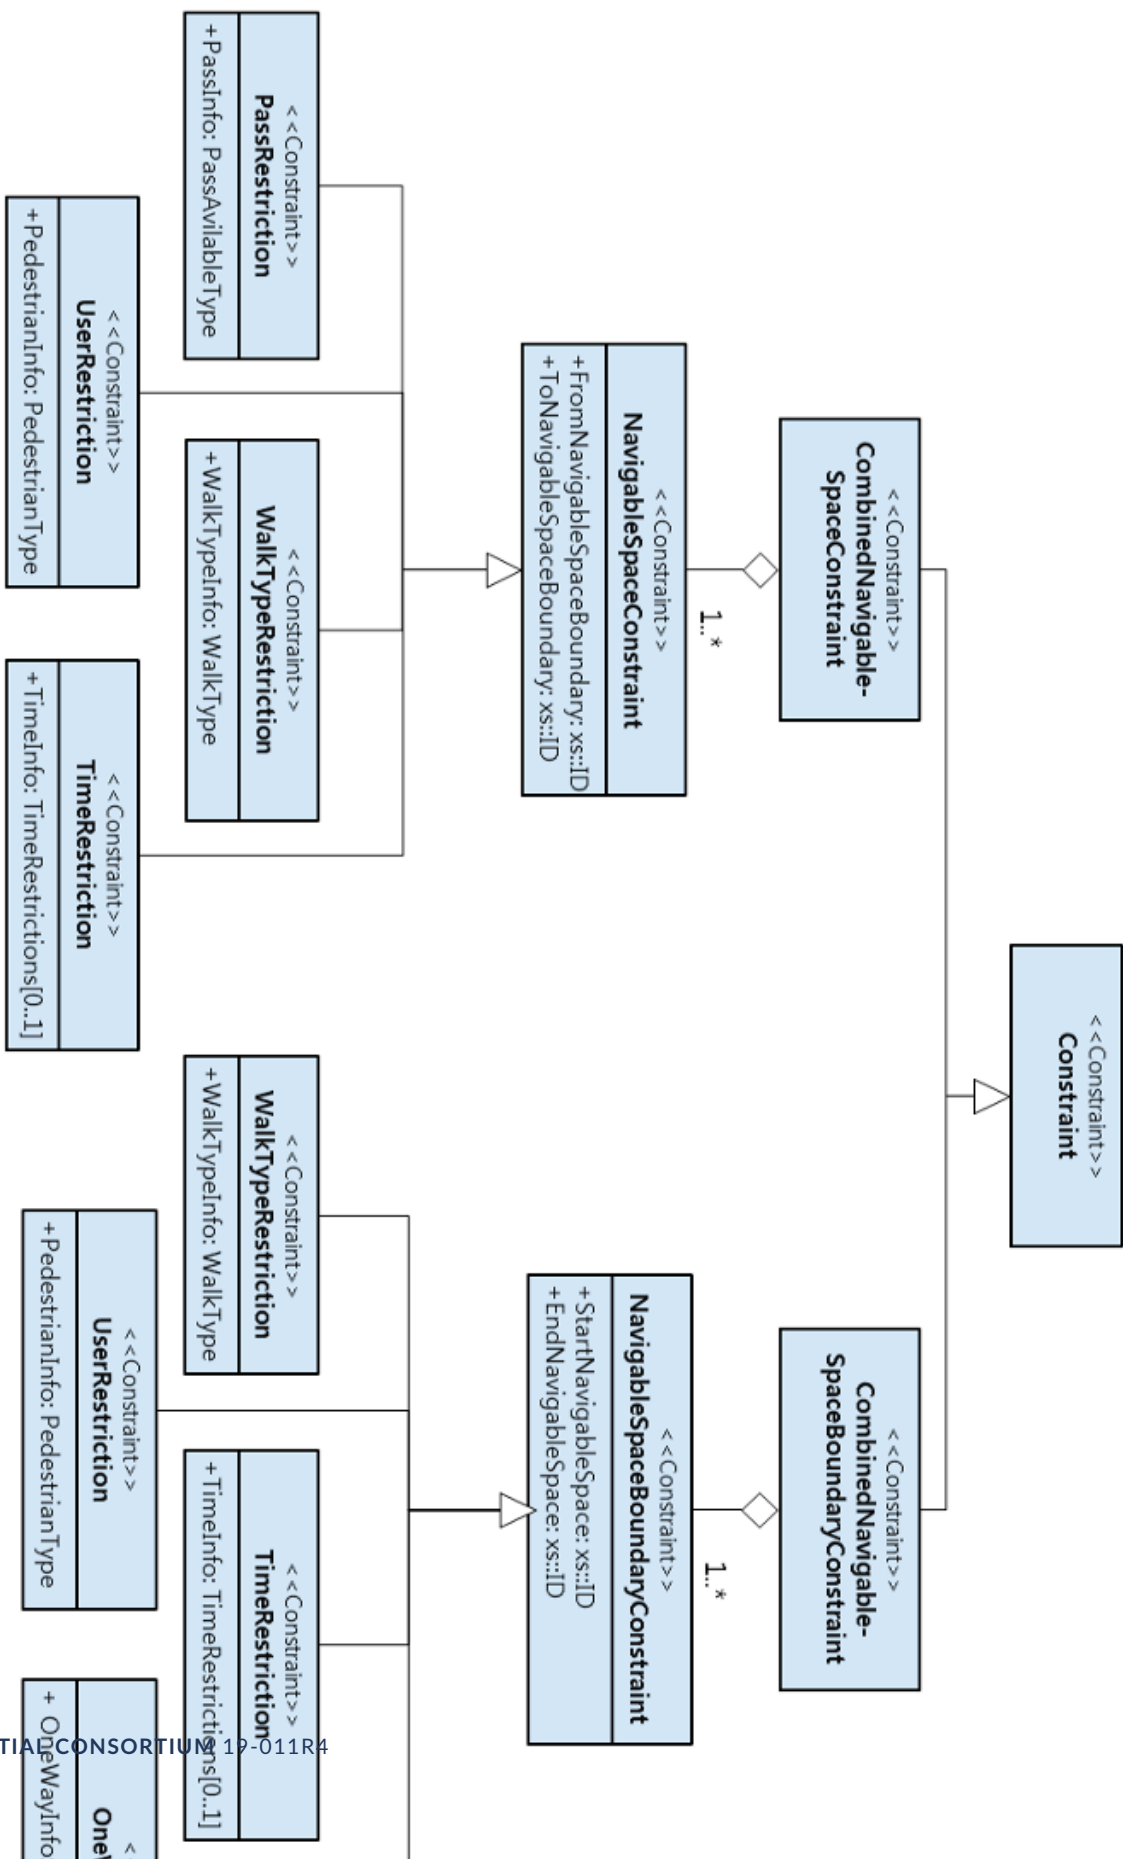 <<Constraint>>
Constraint
<<Constraint>>
CombinedNavigable-
SpaceConstraint
<<Constraint>>
CombinedNavigable-
SpaceBoundaryConstraint
1..*
1..*
<<Constraint>>
NavigableSpaceConstraint
+FromNavigableSpaceBoundary: xs::ID
+ToNavigableSpaceBoundary: xs::ID
<<Constraint>>
NavigableSpaceBoundaryConstraint
+StartNavigableSpace: xs::ID
+EndNavigableSpace: xs::ID
<<Constraint>>
PassRestriction
+PassInfo: PassAvilableType
<<Constraint>>
WalkTypeRestriction
+WalkTypeInfo: WalkType
<<Constraint>>
WalkTypeRestriction
+WalkTypeInfo: WalkType
<<Constraint>>
TimeRestriction
+TimeInfo: TimeRestrictions[0..1]
<<Constraint>>
UserRestriction
+PedestrianInfo: PedestrianType
<<Constraint>>
TimeRestriction
+TimeInfo: TimeRestrictions[0..1]
<<Constraint>>
UserRestriction
+PedestrianInfo: PedestrianType
+ OneWayInfo
CONSORTIUM 19-011R4